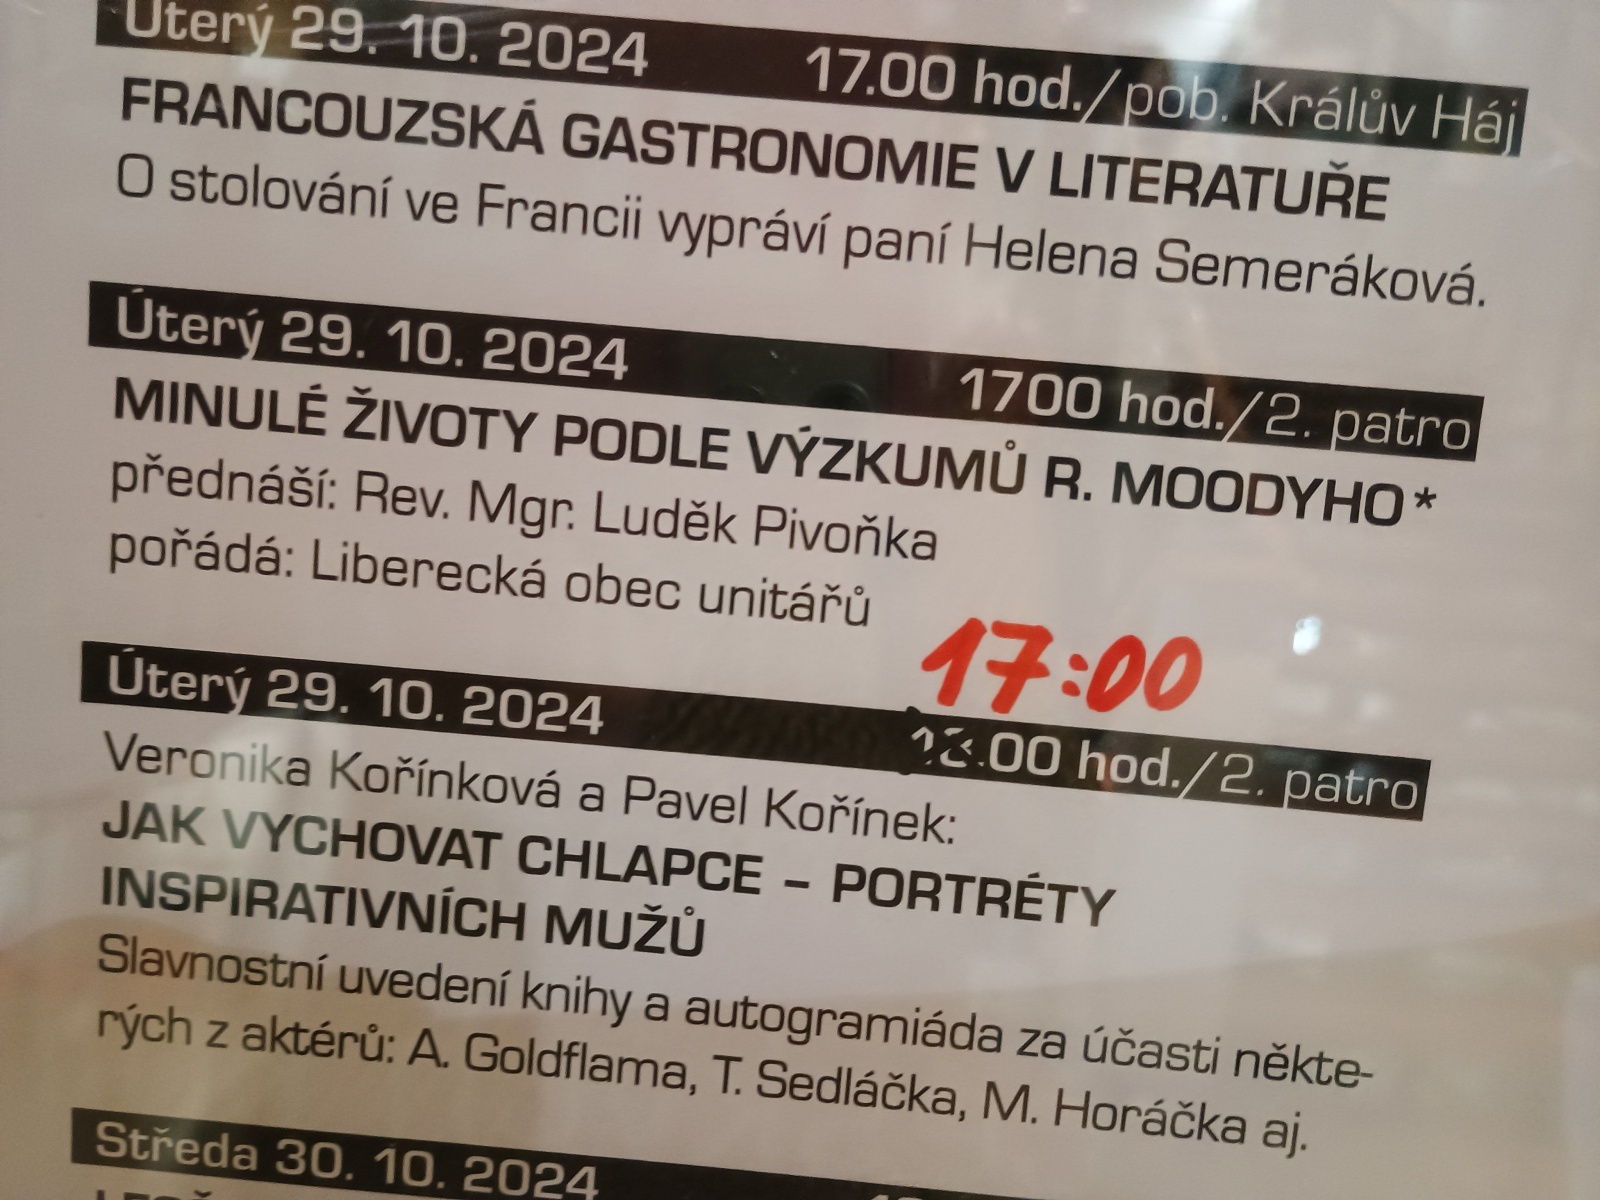 Úterý 29. 10. 2024 17.00 hod./pob. Králův Háj
FRANCOUZSKÁ GASTRONOMIE V LITERATUŘE
O stolování ve Francii vypráví paní Helena Semeráková.
Úterý 29. 10. 2024 1700 hod./2. patro
MINULÉ ŽIVOTY PODLE VÝZKUMŮ R. MOODYHO*
přednáší: Rev. Mgr. Luděk Pivoňka
pořádá: Liberecká obec unitářů
17:00
Úterý 29. 10. 2024 18.00 hod./2. patro
Veronika Kořínková a Pavel Kořínek:
JAK VYCHOVAT CHLAPCE – PORTRÉTY
INSPIRATIVNÍCH MUŽŮ
Slavnostní uvedení knihy a autogramiáda za účasti někte-
rých z aktérů: A. Goldflama, T. Sedláčka, M. Horáčka aj.
Středa 30. 10. 2024